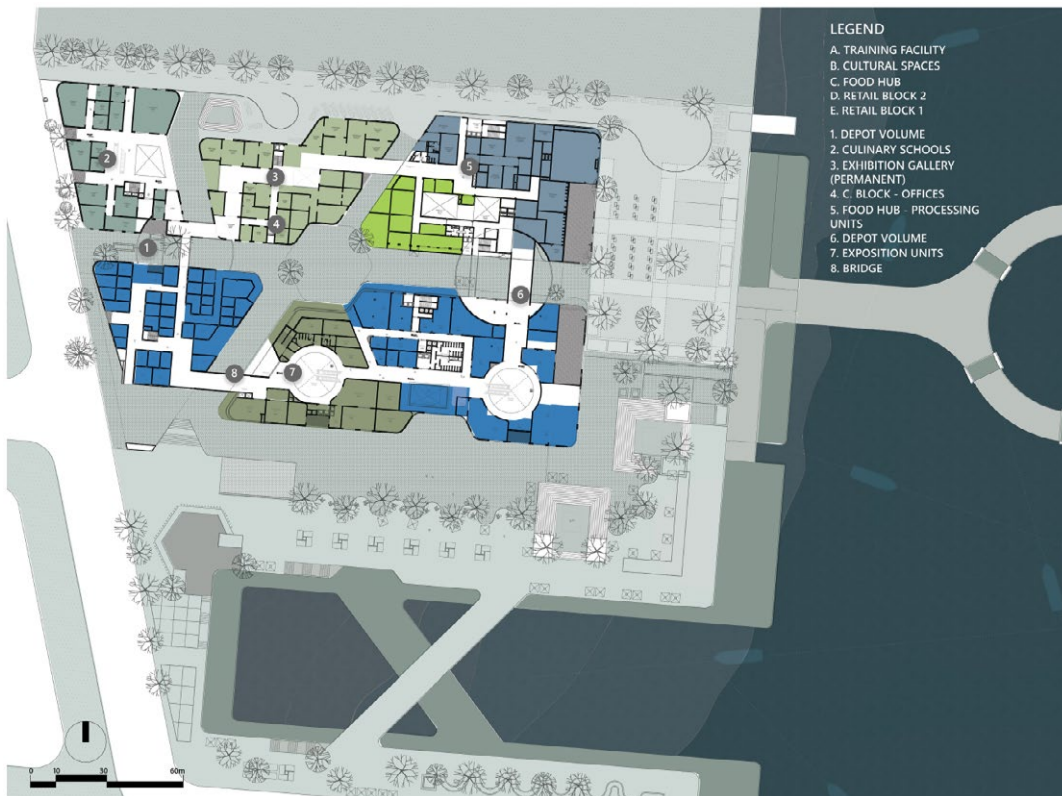 LEGEND
A. TRAINING FACILITY
B. CULTURAL SPACES
C. FOOD HUB
D. RETAIL BLOCK 2
E. RETAIL BLOCK 1
1. DEPOT VOLUME
2. CULINARY SCHOOLS
3. EXHIBITION GALLERY
(PERMANENT)
4. C. BLOCK - OFFICES
5. FOOD HUB - PROCESSING
UNITS
6. DEPOT VOLUME
7. EXPOSITION UNITS
8. BRIDGE
2
3
5
4
1
6
8
7
0 10 30 60m